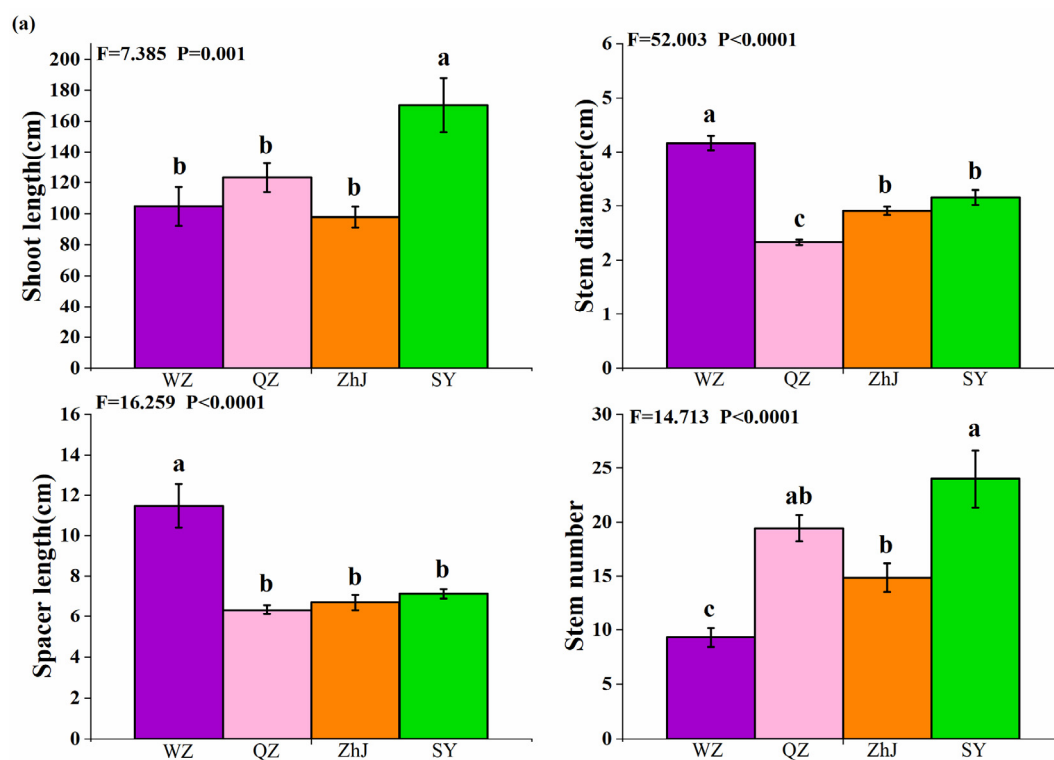 (a)
F=7.385 P=0.001
Shoot length(cm)
200
180
160
140
120
100
80
60
40
20
0
b
b
b
a
WZ QZ ZhJ SY
F=52.003 P<0.0001
Stem diameter(cm)
6
5
4
3
2
1
0
a
c
b
b
WZ QZ ZhJ SY
F=16.259 P<0.0001
Spacer length(cm)
16
14
12
10
8
6
4
2
0
a
b
b
b
WZ QZ ZhJ SY
F=14.713 P<0.0001
Stem number
30
25
20
15
10
5
0
c
ab
b
a
WZ QZ ZhJ SY